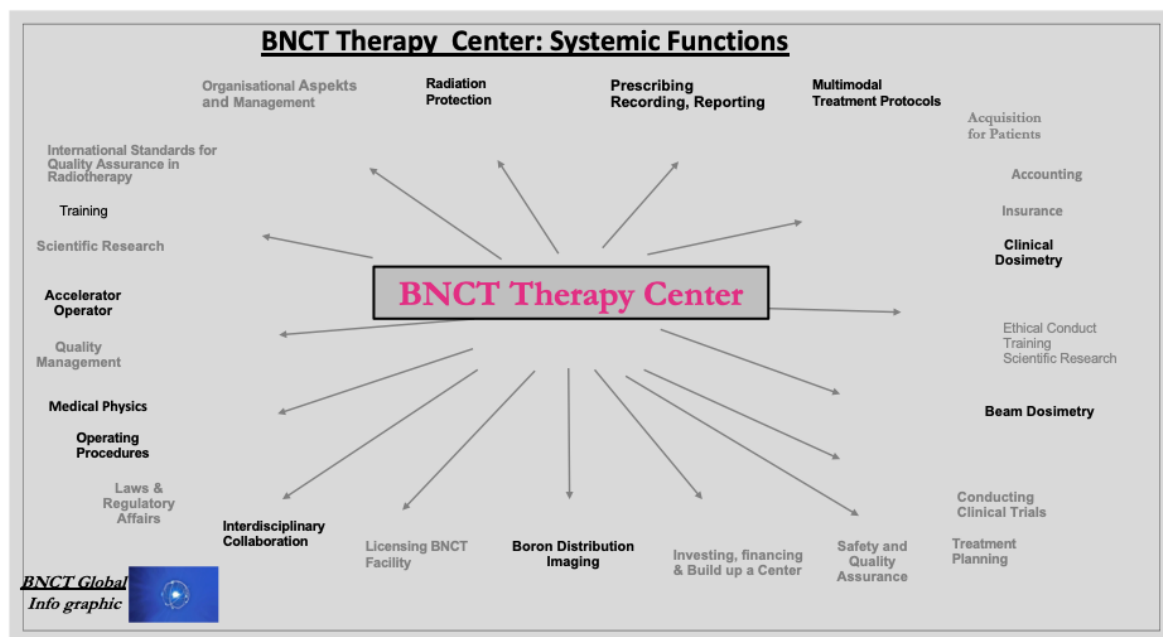 BNCT Therapy Center: Systemic Functions
Organisational Aspekts
and Management
Radiation
Protection
Prescribing
Recording, Reporting
Multimodal
Treatment Protocols
Acquisition
for Patients
International Standards for
Quality Assurance in
Radiotherapy
Accounting
Training
Insurance
Scientific Research
Clinical
Dosimetry
Accelerator
Operator
BNCT Therapy Center
Ethical Conduct
Training
Scientific Research
Quality
Management
Medical Physics
Beam Dosimetry
Operating
Procedures
Laws &
Regulatory
Affairs
Conducting
Clinical Trials
Interdisciplinary
Collaboration
Licensing BNCT
Facility
Boron Distribution
Imaging
Investing, financing
& Build up a Center
Safety and
Quality
Assurance
Treatment
Planning
BNCT Global
Info graphic